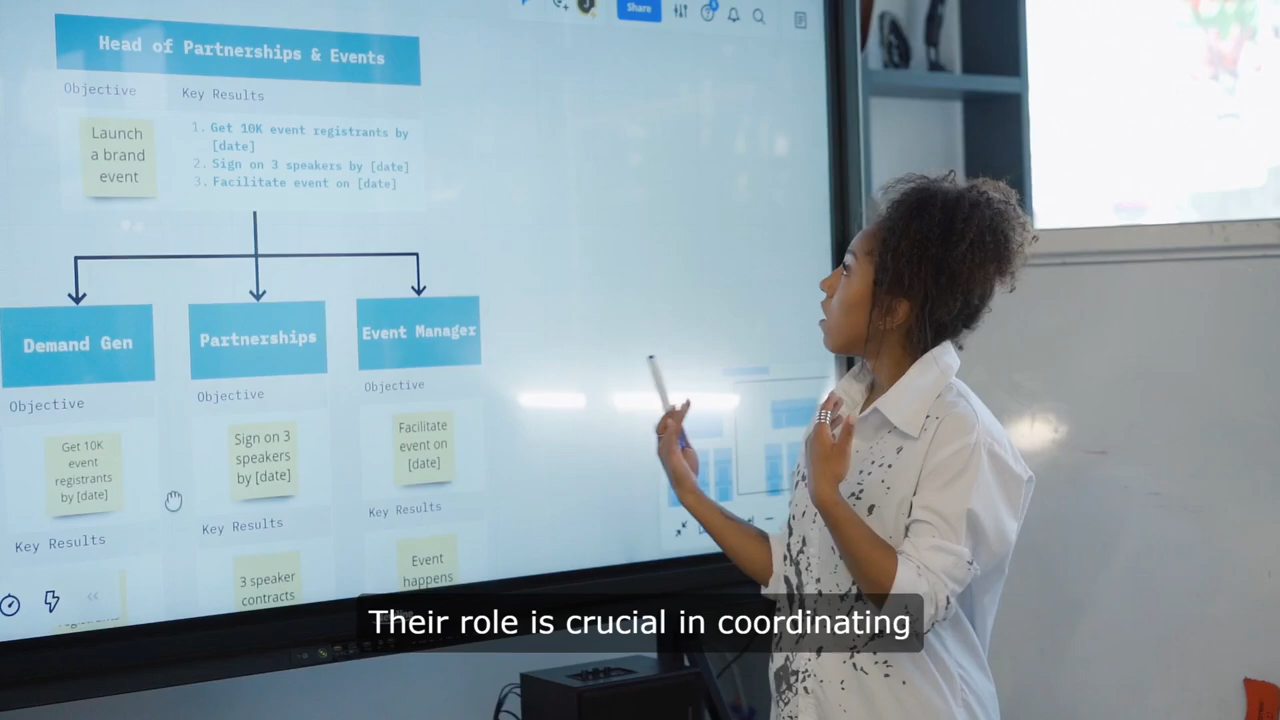 Share
Head of Partnerships & Events
Objective
Key Results
Launch
a brand
event
1. Get 10K event registrants by
[date]
2. Sign on 3 speakers by [date]
3. Facilitate event on [date]
Demand Gen
Partnerships
Event Manager
Objective
Objective
Objective
Get 10K
event
registrants
by [date]
Sign on 3
speakers
by [date]
Facilitate
event on
[date]
Key Results
Key Results
Key Results
3 speaker
contracts
Event
happens
Their role is crucial in coordinating